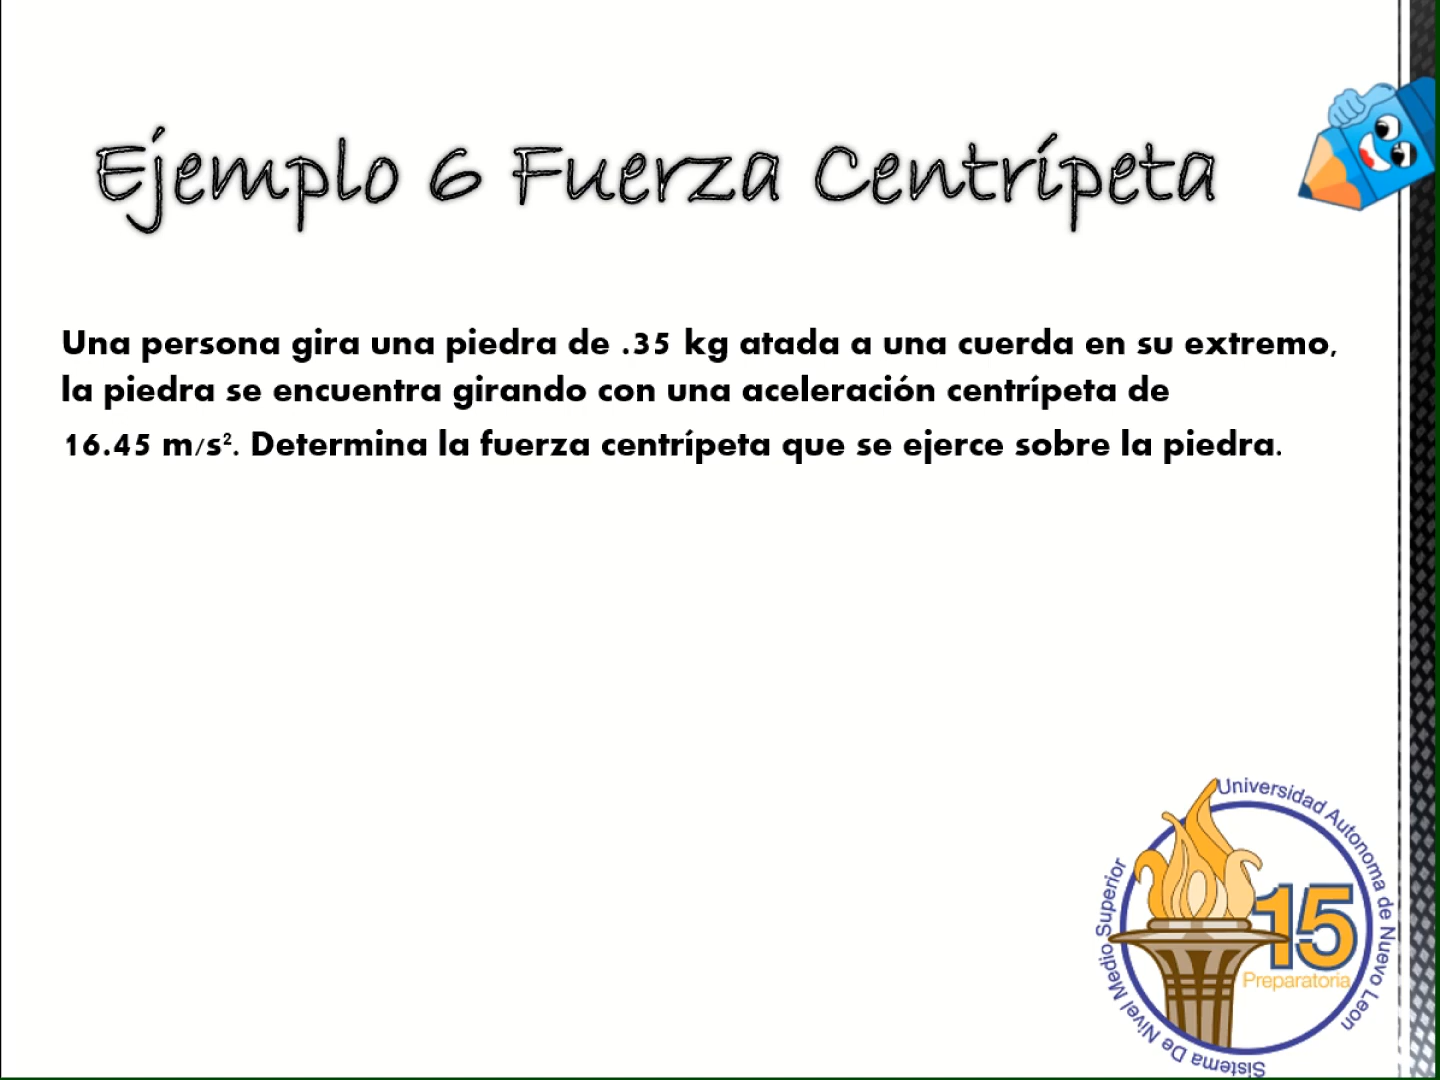 Ejemplo 6 Fuerza Centrípeta
Una persona gira una piedra de .35 kg atada a una cuerda en su extremo,
la piedra se encuentra girando con una aceleración centrípeta de
16.45 m/s². Determina la fuerza centrípeta que se ejerce sobre la piedra.
Universidad Autonoma de Nuevo Leon
Sistema De Nivel Medio Superior
15
Preparatoria